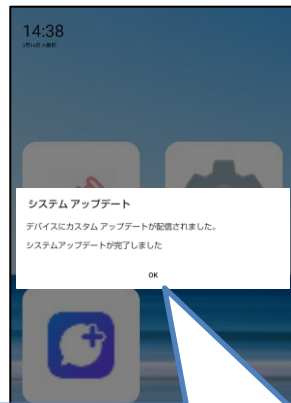 14:38
システム アップデート
デバイスにカスタム アップデートが配信されました。
システムアップデートが完了しました
OK